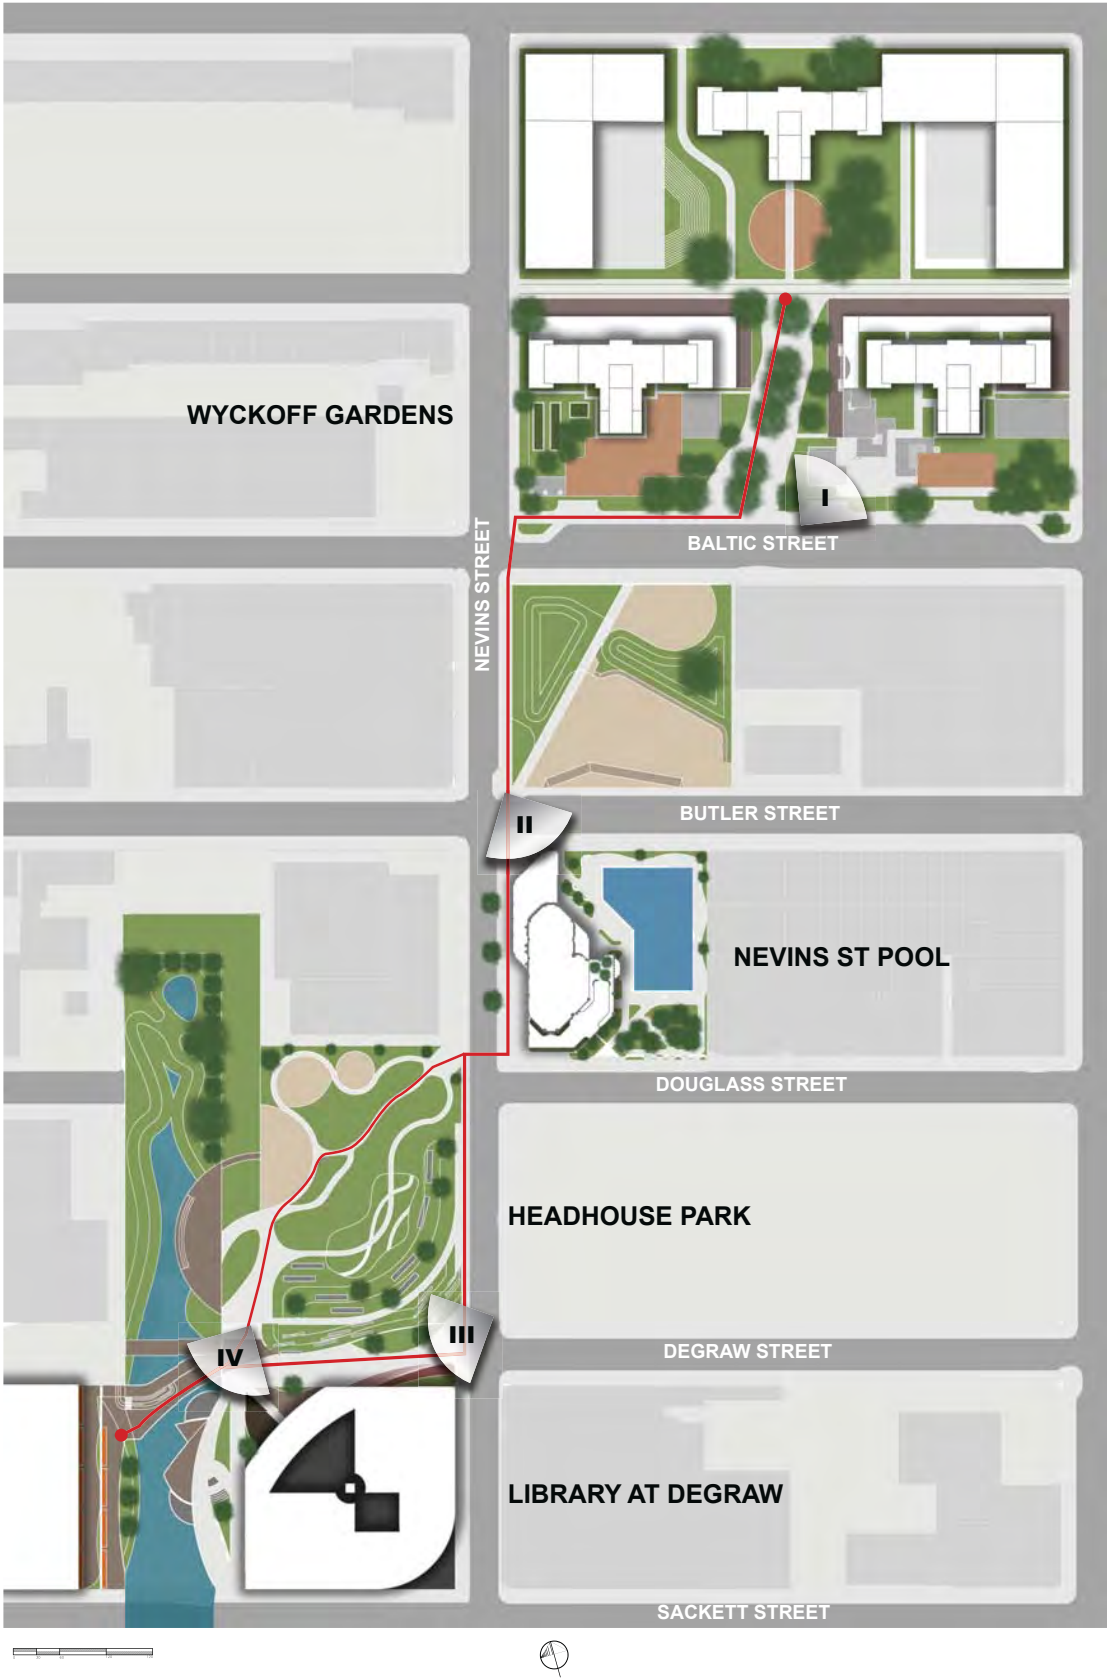 WYCKOFF GARDENS
I
BALTIC STREET
NEVINS STREET
BUTLER STREET
II
NEVINS ST POOL
DOUGLASS STREET
HEADHOUSE PARK
III
IV
DEGRAW STREET
LIBRARY AT DEGRAW
SACKETT STREET